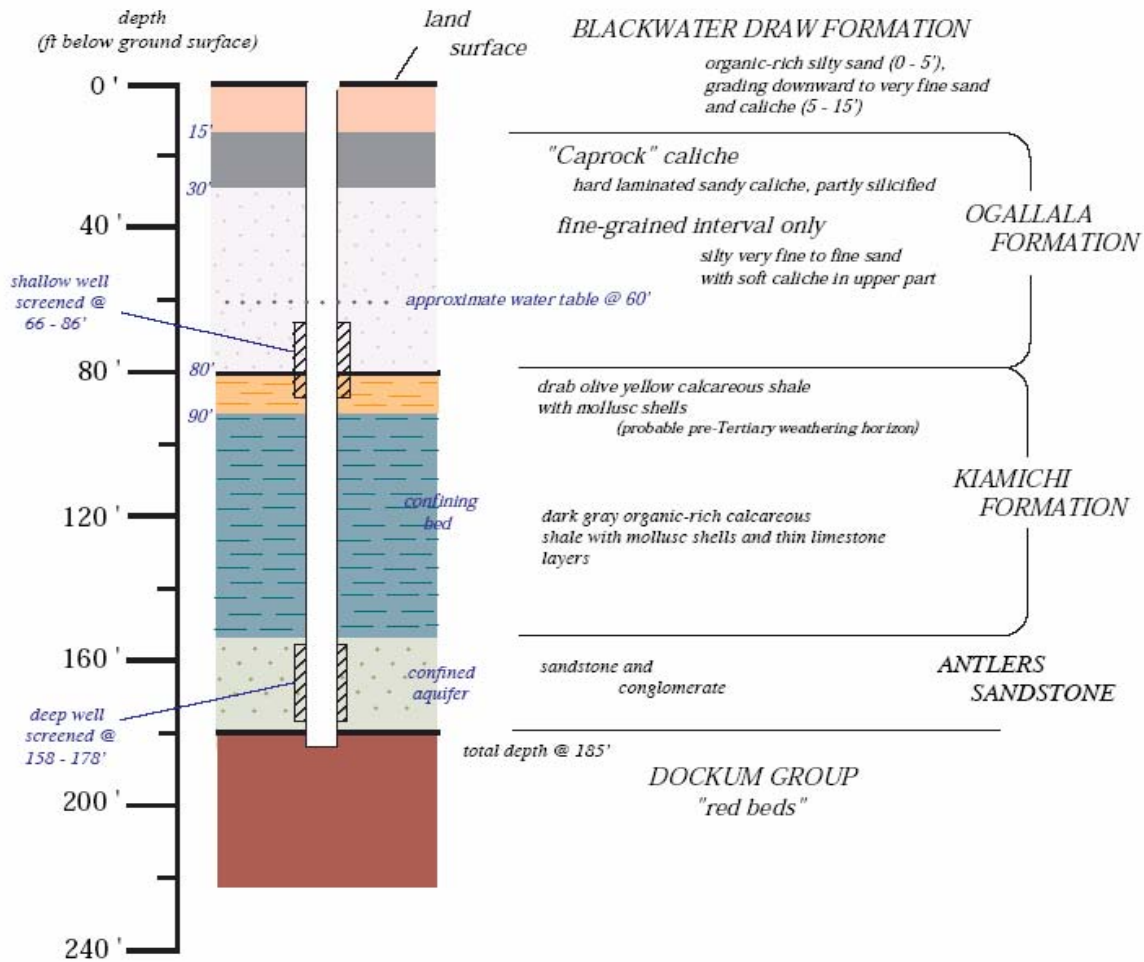 depth
(ft below ground surface)
land
surface
BLACKWATER DRAW FORMATION
organic-rich silty sand (0 - 5'),
grading downward to very fine sand
and caliche (5 - 15')
0 '
15'
"Caprock" caliche
hard laminated sandy caliche, partly silicified
30'
40 '
fine-grained interval only
silty very fine to fine sand
with soft caliche in upper part
OGALLALA
FORMATION
shallow well
screened @
66 - 86'
approximate water table @ 60'
80 '
80'
90'
drab olive yellow calcareous shale
with mollusc shells
(probable pre-Tertiary weathering horizon)
120 '
confining
bed
dark gray organic-rich calcareous
shale with mollusc shells and thin limestone
layers
KIAMICHI
FORMATION
160 '
confined
aquifer
sandstone and
conglomerate
ANTLERS
SANDSTONE
deep well
screened @
158 - 178'
total depth @ 185'
DOCKUM GROUP
"red beds"
200 '
240 '